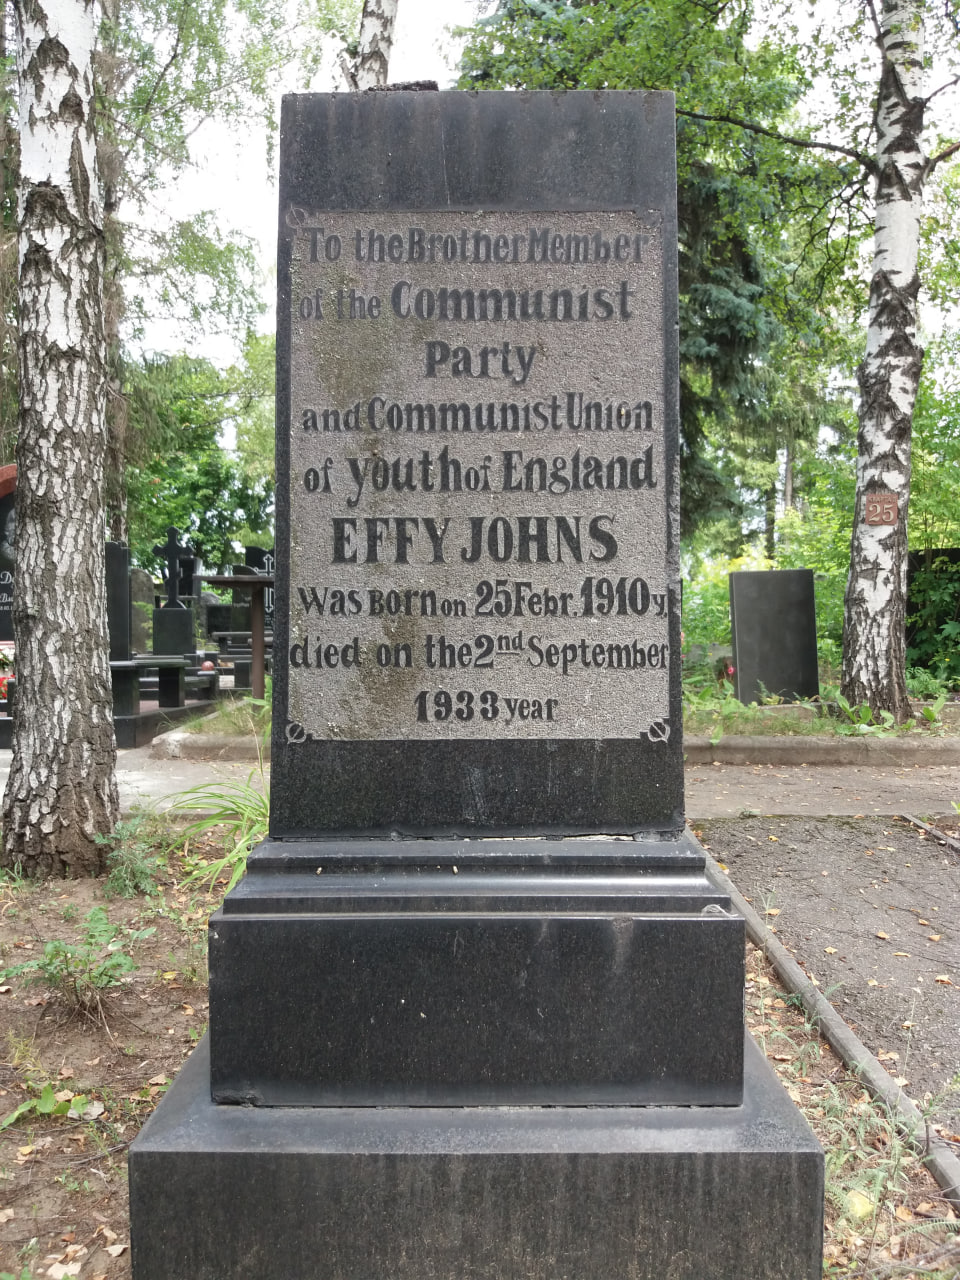 To the Brother Member
of the Communist
Party
and Communist Union
of youth of England
EFFY JOHNS
WAS BORn on 25 Febr. 1910 y.
died on the 2nd September
1933 year
25